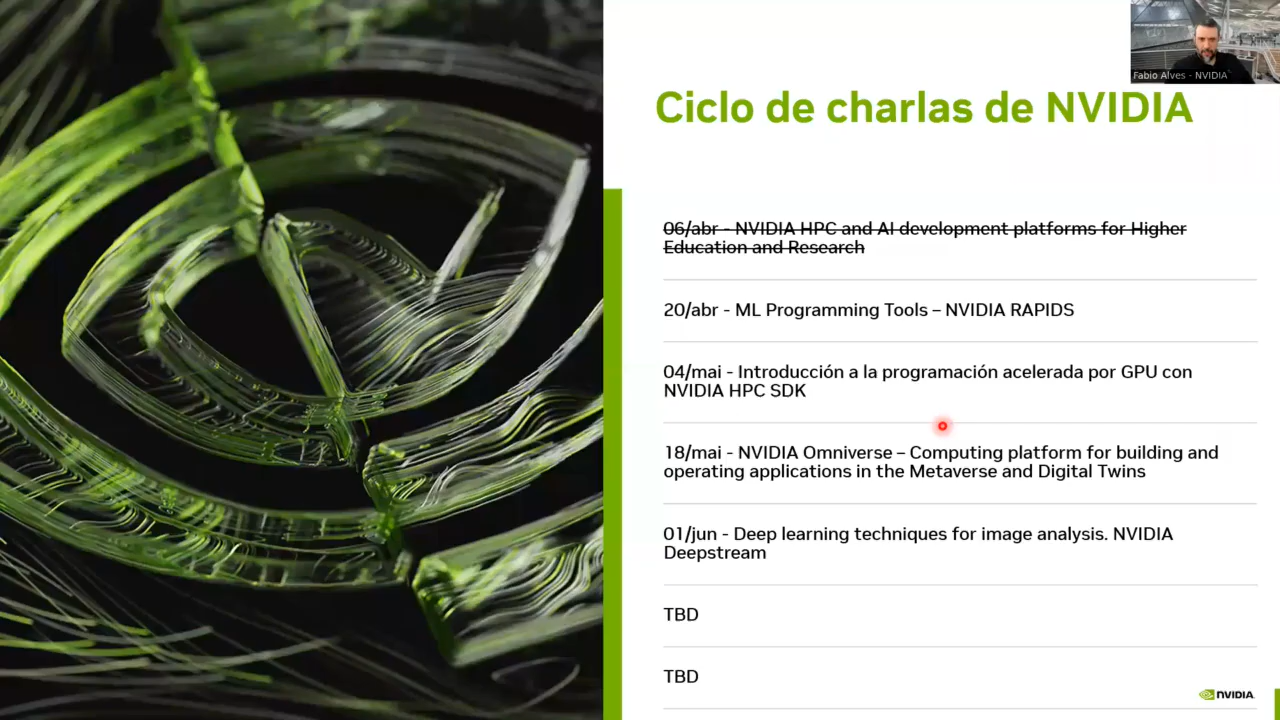 Fabio Alves - NVIDIA
Ciclo de charlas de NVIDIA
06/abr - NVIDIA HPC and AI development platforms for Higher
Education and Research
20/abr - ML Programming Tools – NVIDIA RAPIDS
04/mai - Introducción a la programación acelerada por GPU con
NVIDIA HPC SDK
18/mai - NVIDIA Omniverse – Computing platform for building and
operating applications in the Metaverse and Digital Twins
01/jun - Deep learning techniques for image analysis. NVIDIA
Deepstream
TBD
TBD
NVIDIA.